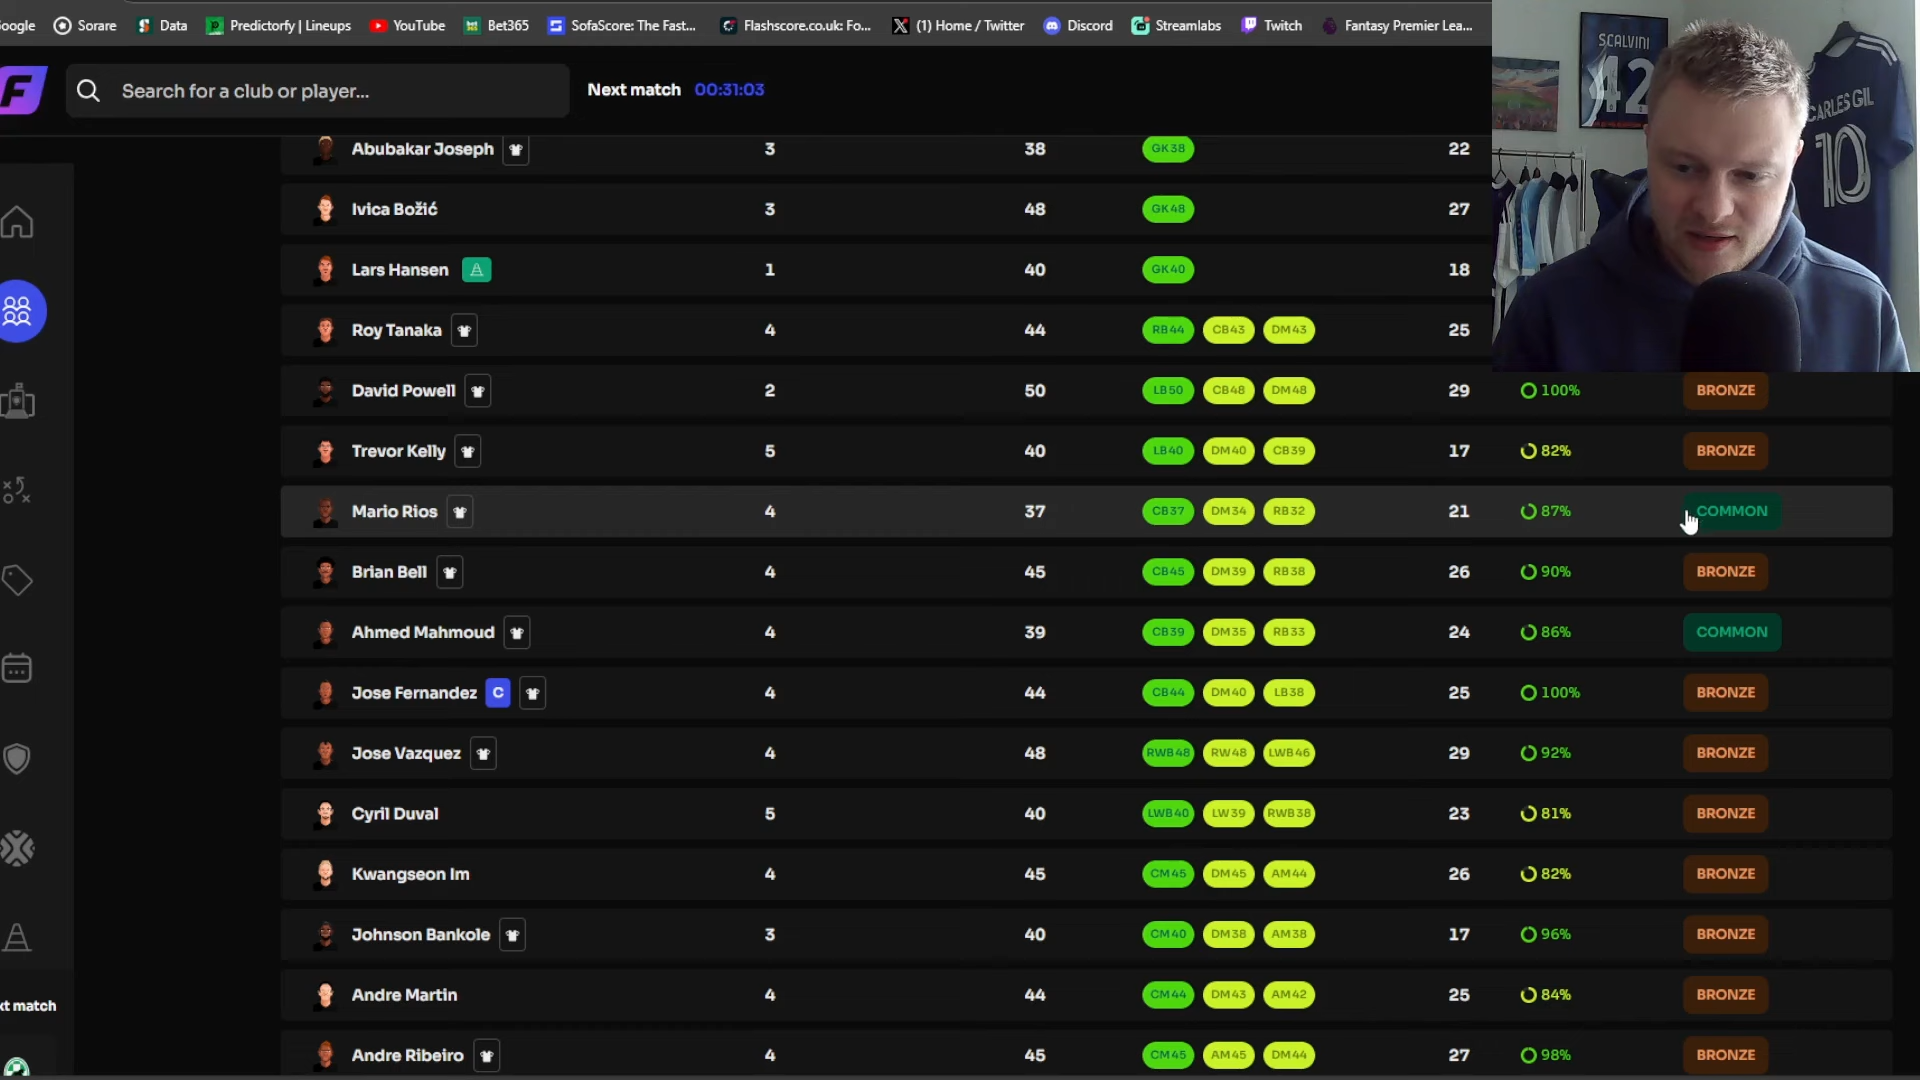 oogle Sorare Data Predictorfy | Lineups YouTube Bet365 SofaScore: The Fast... Flashscore.co.uk: Fo... (1) Home / Twitter Discord Streamlabs Twitch Fantasy Premier Lea...
F Search for a club or player... Next match 00:31:03
SCALVINI
42
CARLES GIL
10
Abubakar Joseph 3 38 GK38 22
Ivica Božić 3 48 GK48 27
Lars Hansen 1 40 GK40 18
Roy Tanaka 4 44 RB44 CB43 DM43 25
David Powell 2 50 LB50 CB48 DM48 29 100% BRONZE
Trevor Kelly 5 40 LB40 DM40 CB39 17 82% BRONZE
Mario Rios 4 37 CB37 DM34 RB32 21 87% COMMON
Brian Bell 4 45 CB45 DM39 RB38 26 90% BRONZE
Ahmed Mahmoud 4 39 CB39 DM35 RB33 24 86% COMMON
Jose Fernandez C 4 44 CB44 DM40 LB38 25 100% BRONZE
Jose Vazquez 4 48 RWB48 RW48 LWB46 29 92% BRONZE
Cyril Duval 5 40 LWB40 LW39 RWB38 23 81% BRONZE
Kwangseon Im 4 45 CM45 DM45 AM44 26 82% BRONZE
Johnson Bankole 3 40 CM40 DM38 AM38 17 96% BRONZE
Andre Martin 4 44 CM44 DM43 AM42 25 84% BRONZE
xt match
Andre Ribeiro 4 45 CM45 AM45 DM44 27 98% BRONZE